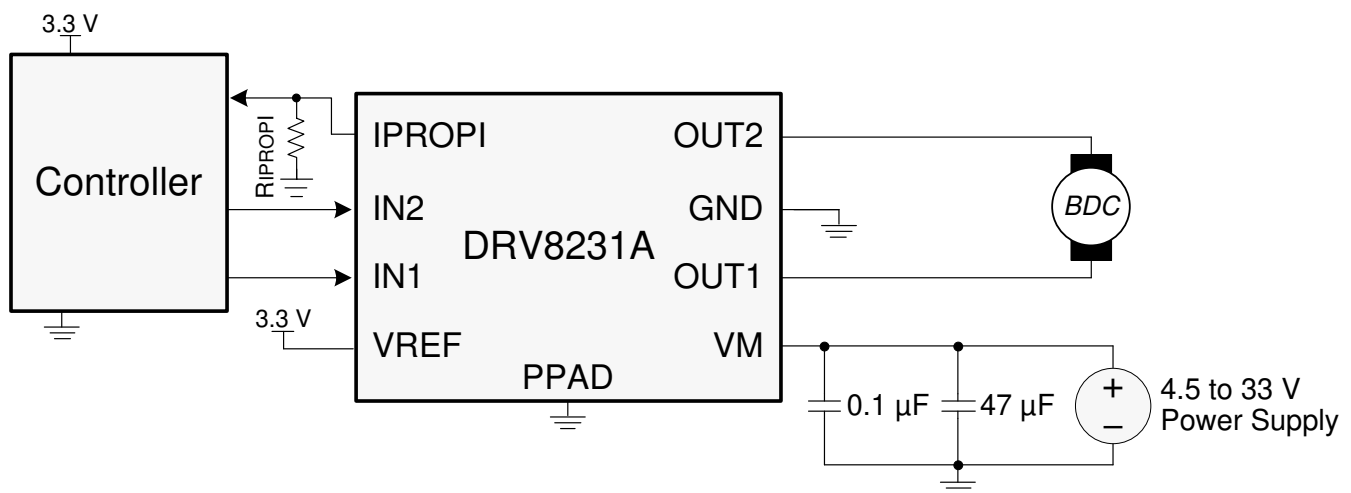 3.3 V
Controller
RIPROPI
IPROPI
IN2
IN1
3.3 V
VREF
DRV8231A
PPAD
OUT2
GND
OUT1
VM
BDC
0.1 µF
47 µF
+
–
4.5 to 33 V
Power Supply